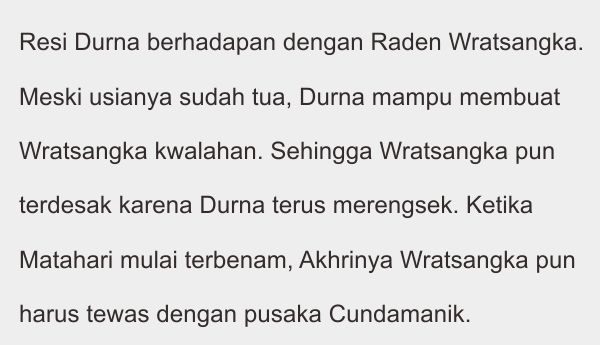 Resi Durna berhadapan dengan Raden Wratsangka.
Meski usianya sudah tua, Durna mampu membuat
Wratsangka kwalahan. Sehingga Wratsangka pun
terdesak karena Durna terus merengsek. Ketika
Matahari mulai terbenam, Akhrinya Wratsangka pun
harus tewas dengan pusaka Cundamanik.